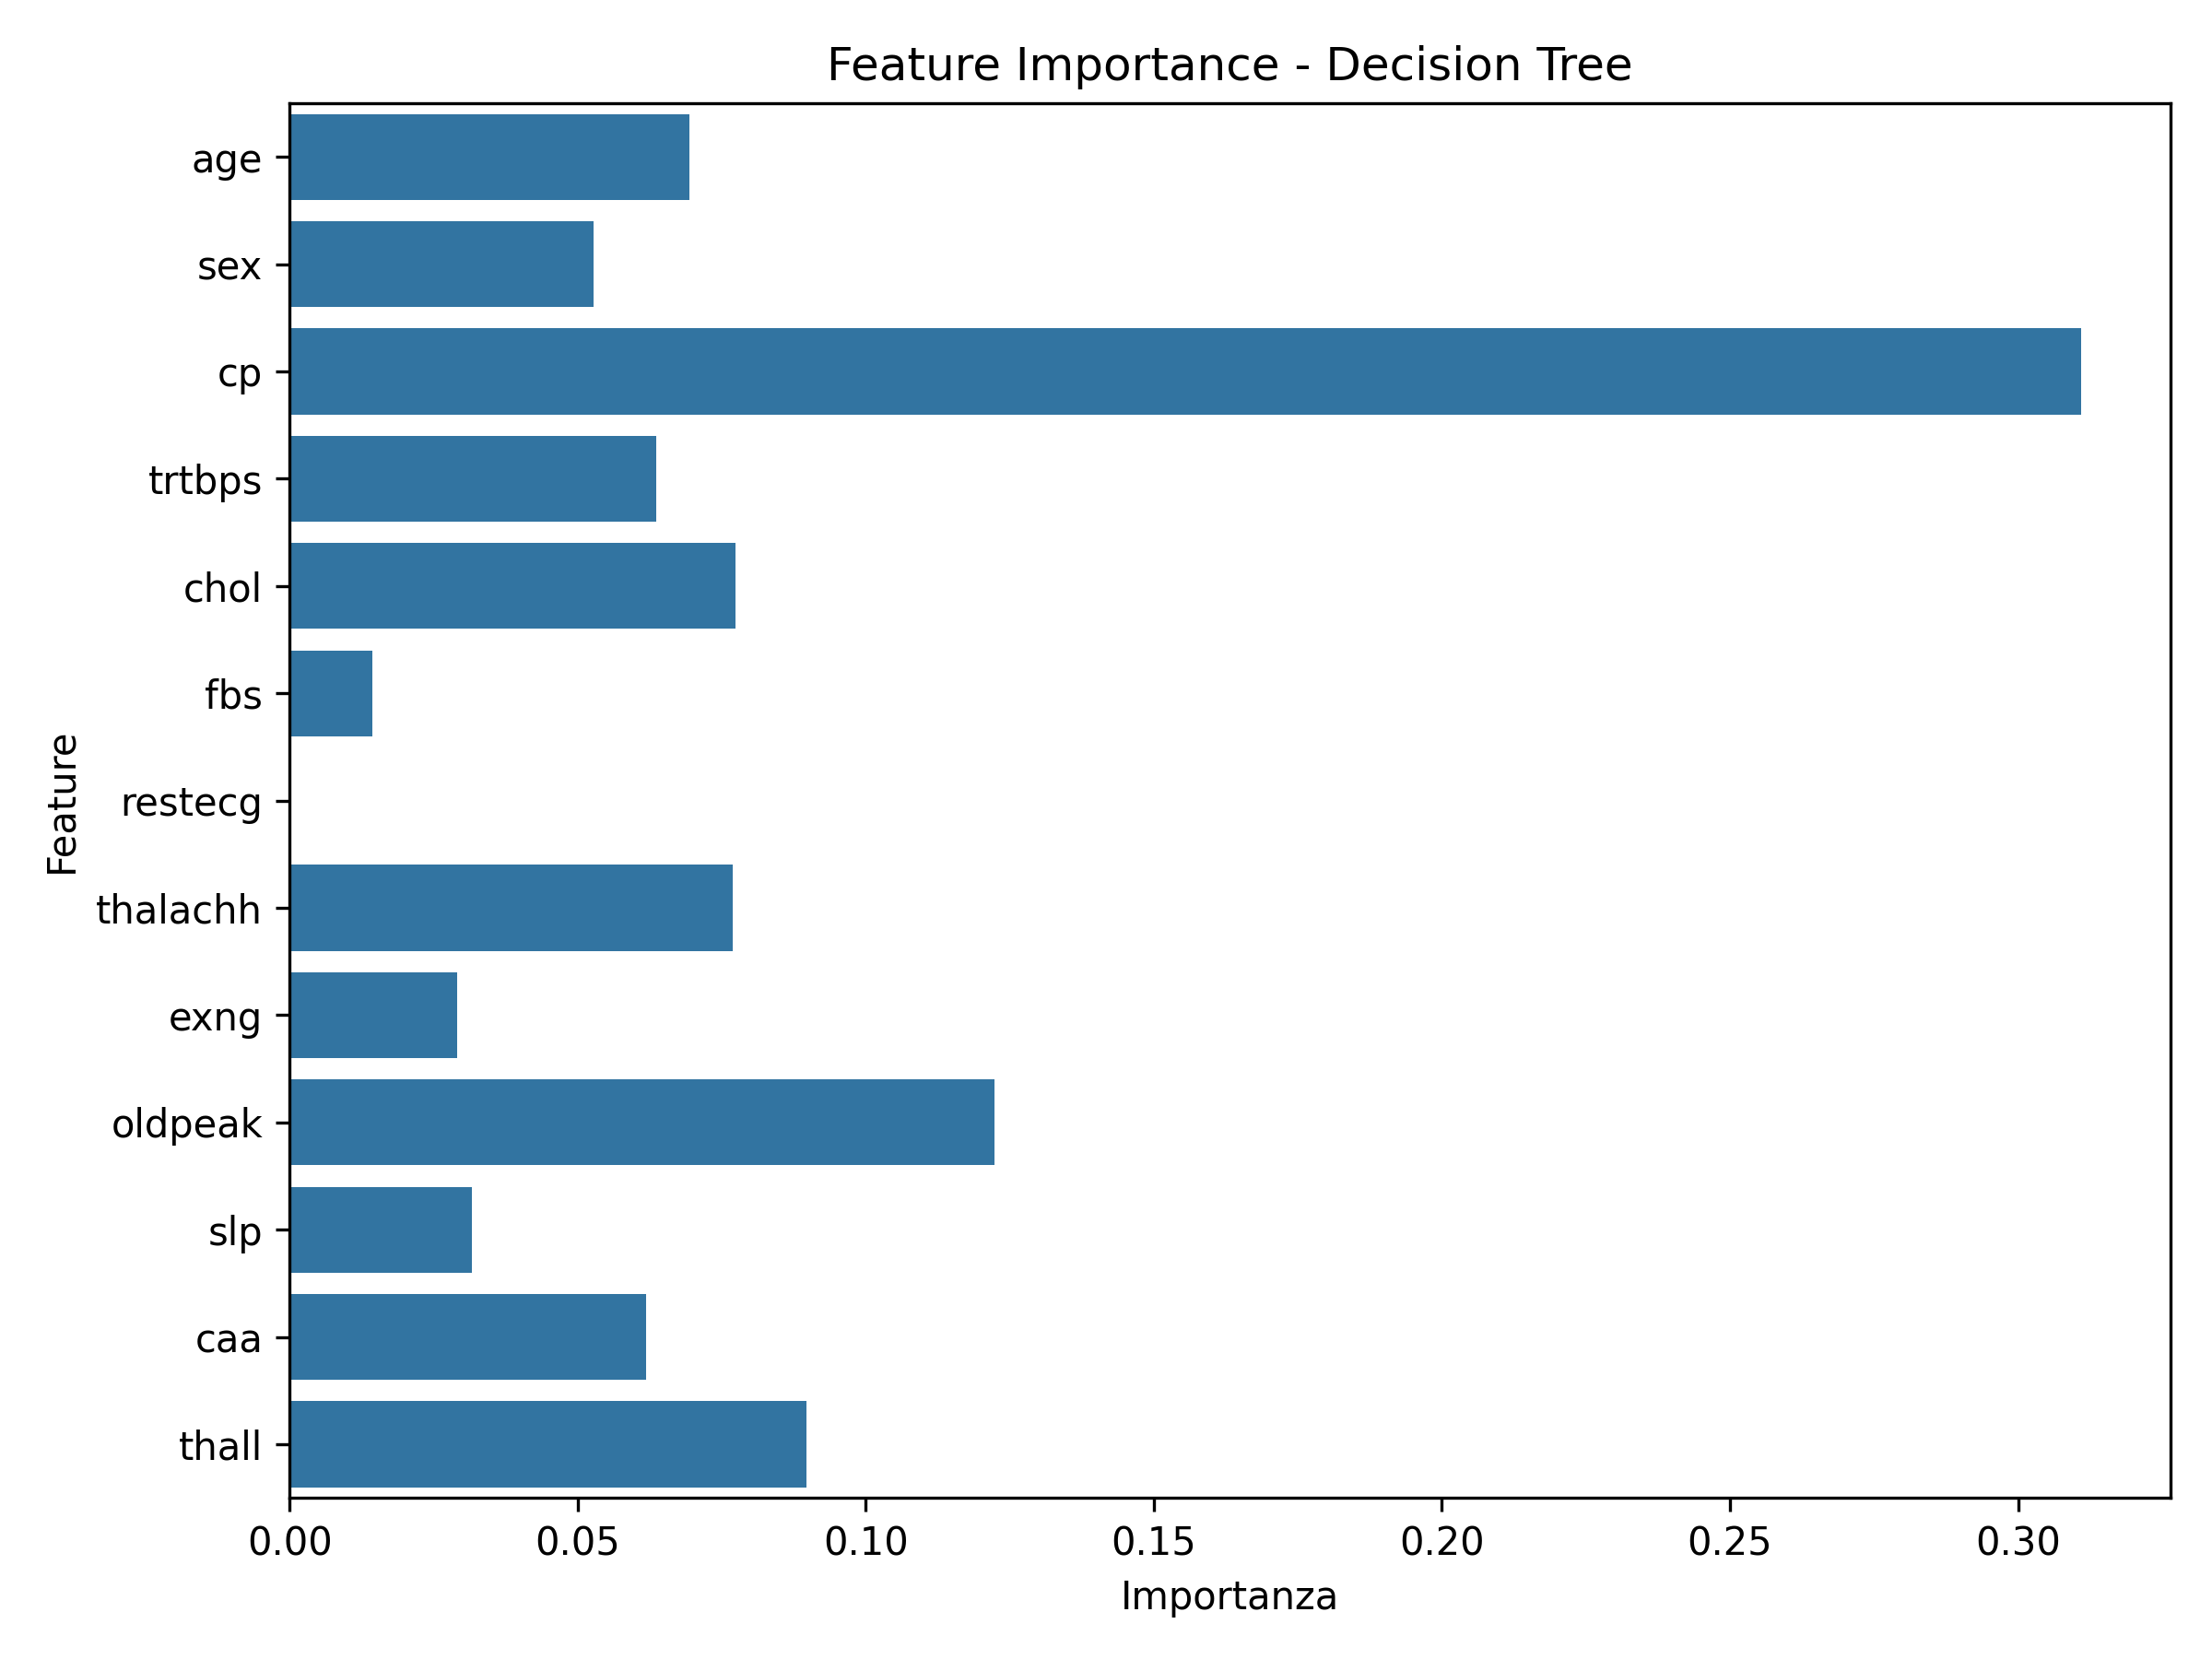 Feature Importance - Decision Tree
age
sex
cp
trtbps
chol
fbs
restecg
thalachh
exng
oldpeak
slp
caa
thall
Feature
0.00 0.05 0.10 0.15 0.20 0.25 0.30
Importanza